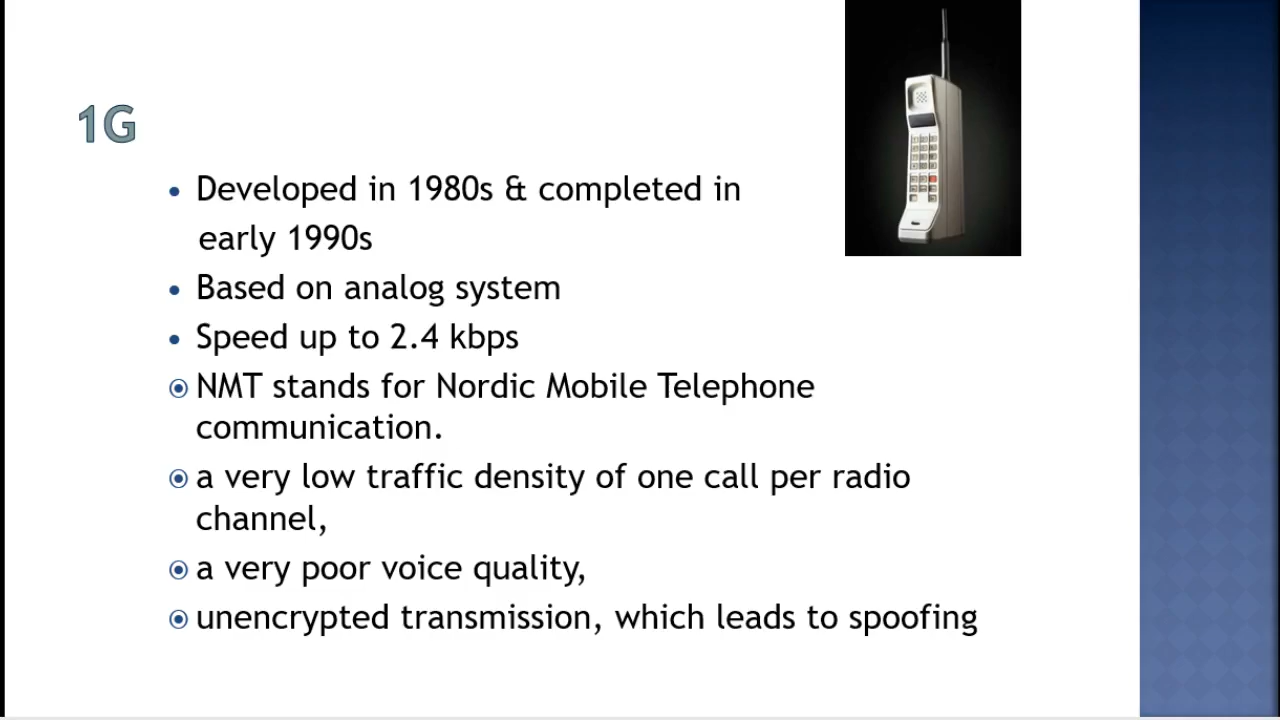 1G
• Developed in 1980s & completed in
early 1990s
• Based on analog system
• Speed up to 2.4 kbps
NMT stands for Nordic Mobile Telephone
communication.
a very low traffic density of one call per radio
channel,
a very poor voice quality,
unencrypted transmission, which leads to spoofing